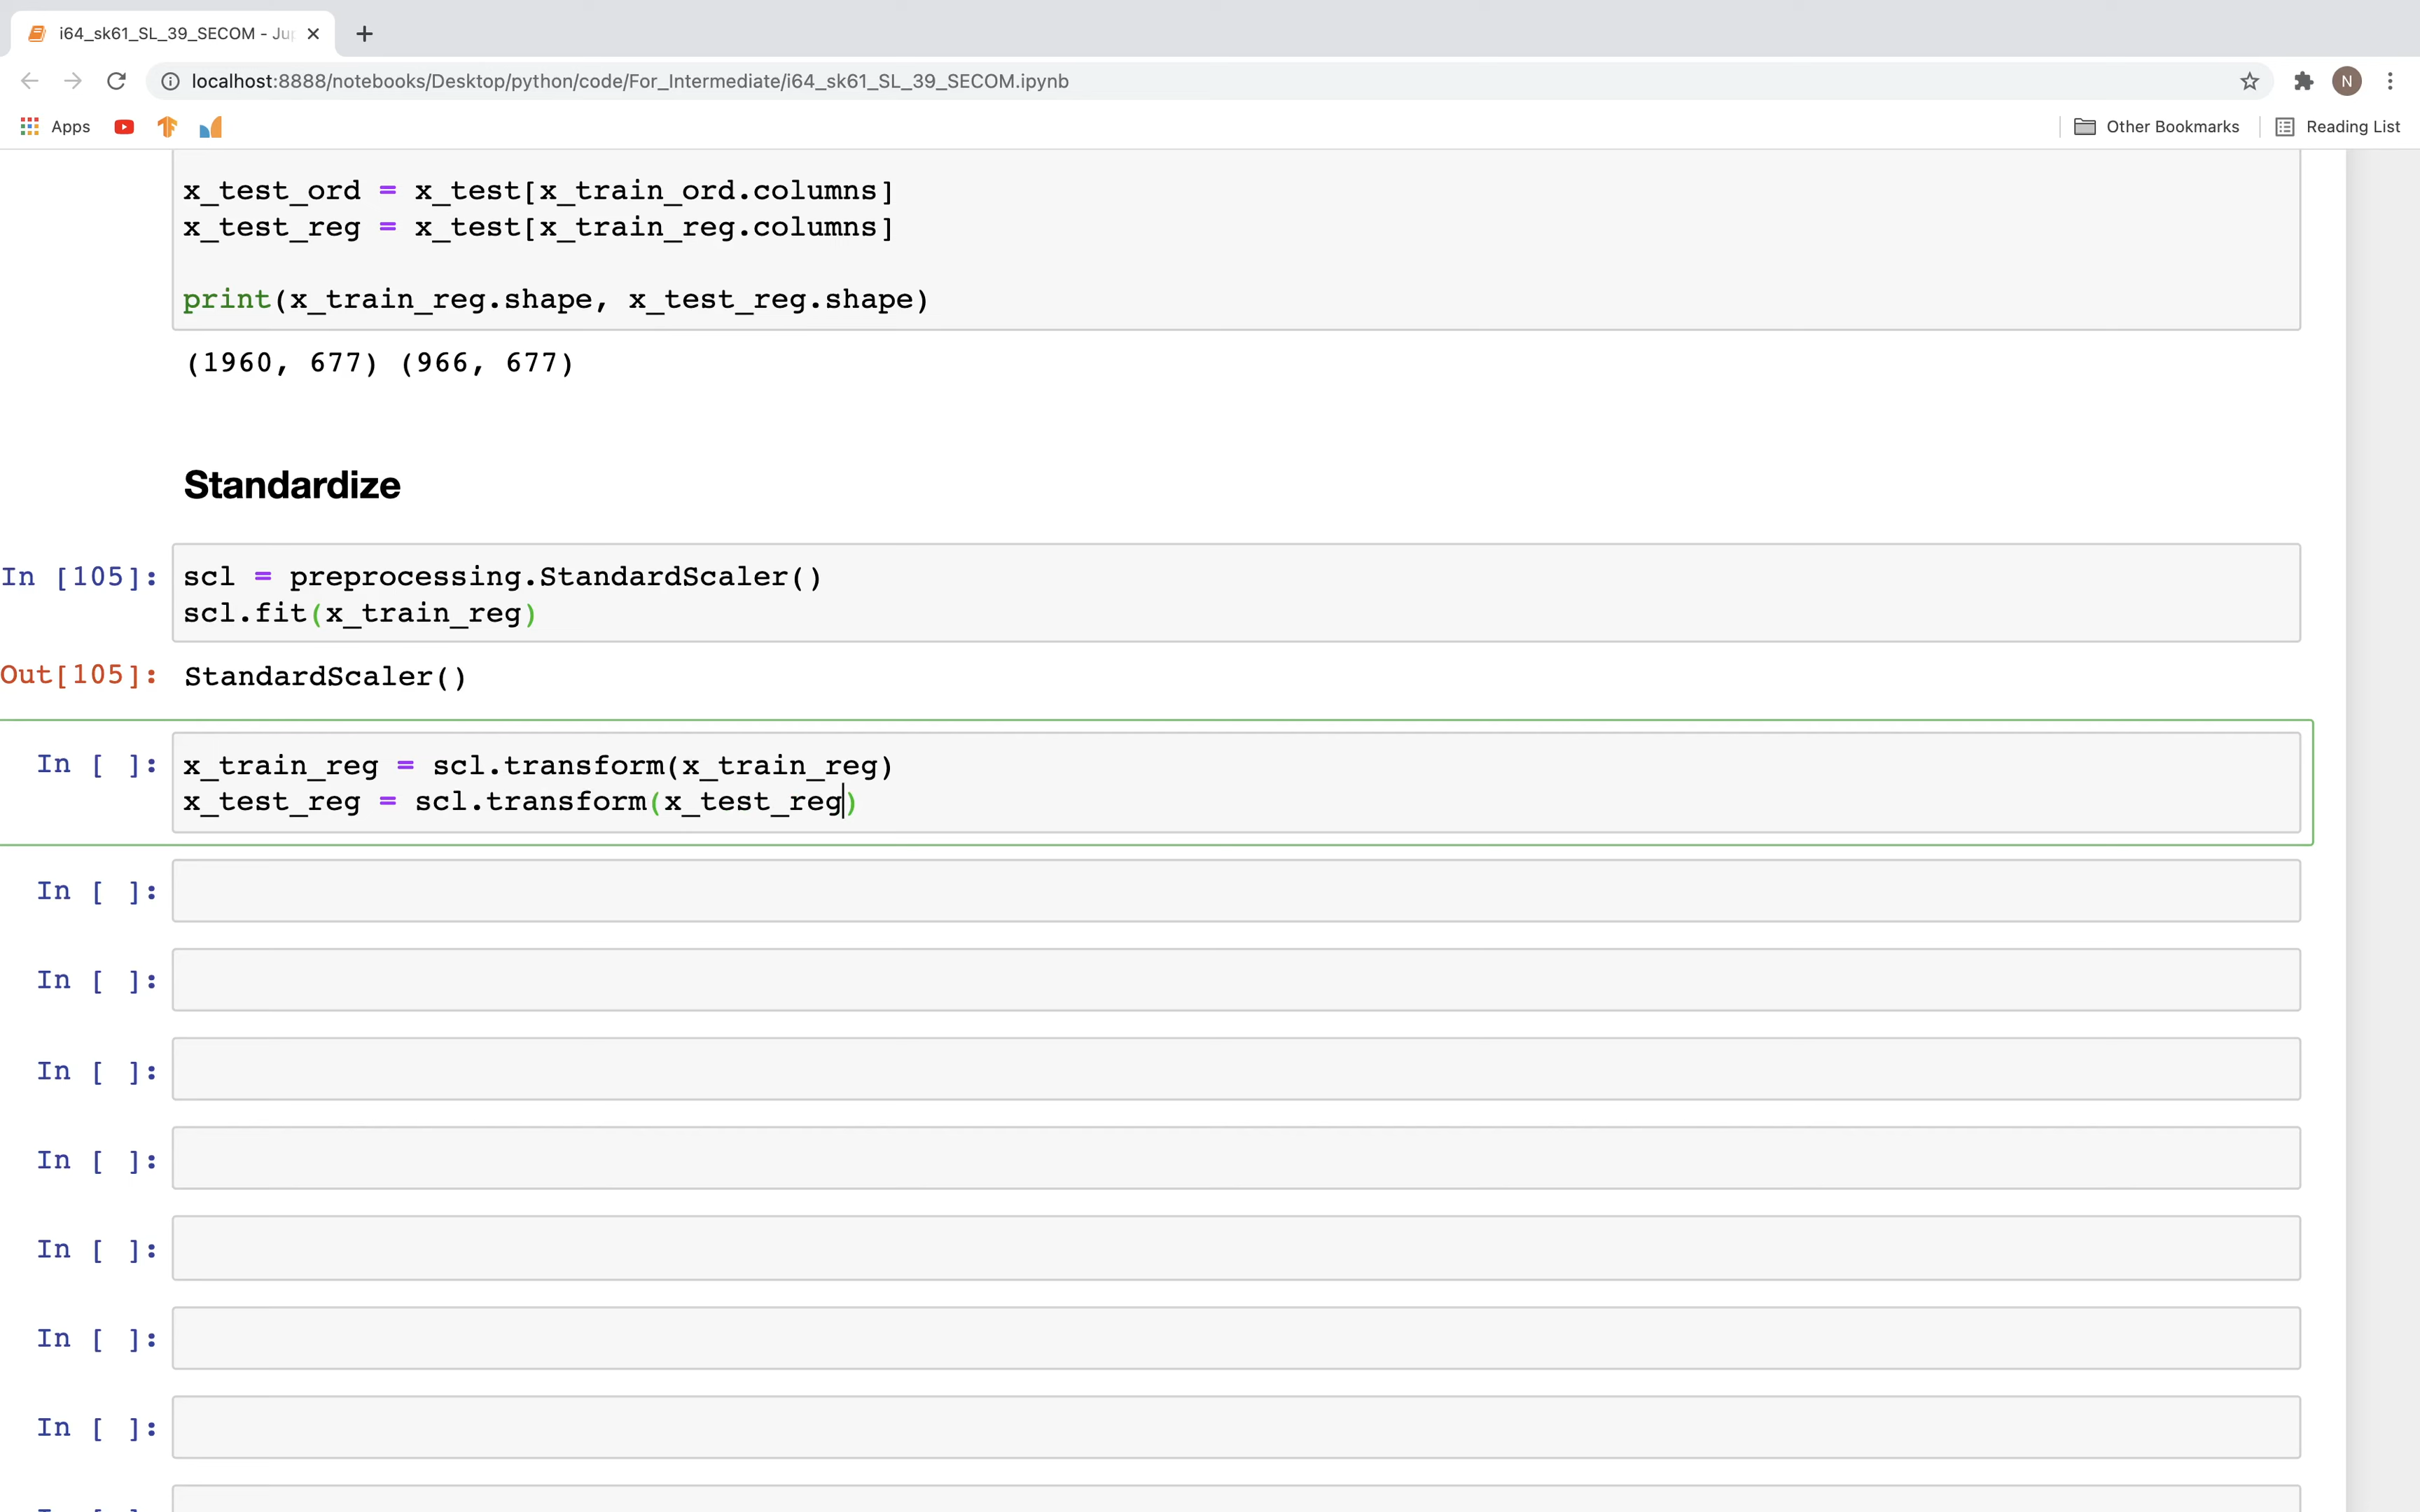 i64_sk61_SL_39_SECOM - Ju
localhost:8888/notebooks/Desktop/python/code/For_Intermediate/i64_sk61_SL_39_SECOM.ipynb
N
Apps
Other Bookmarks
Reading List
x_test_ord = x_test[x_train_ord.columns]
x_test_reg = x_test[x_train_reg.columns]
print(x_train_reg.shape, x_test_reg.shape)
(1960, 677) (966, 677)
Standardize
In [105]: scl = preprocessing.StandardScaler()
scl.fit(x_train_reg)
Out[105]: StandardScaler()
In [ ]: x_train_reg = scl.transform(x_train_reg)
x_test_reg = scl.transform(x_test_reg)
In [ ]:
In [ ]:
In [ ]:
In [ ]:
In [ ]:
In [ ]:
In [ ]: